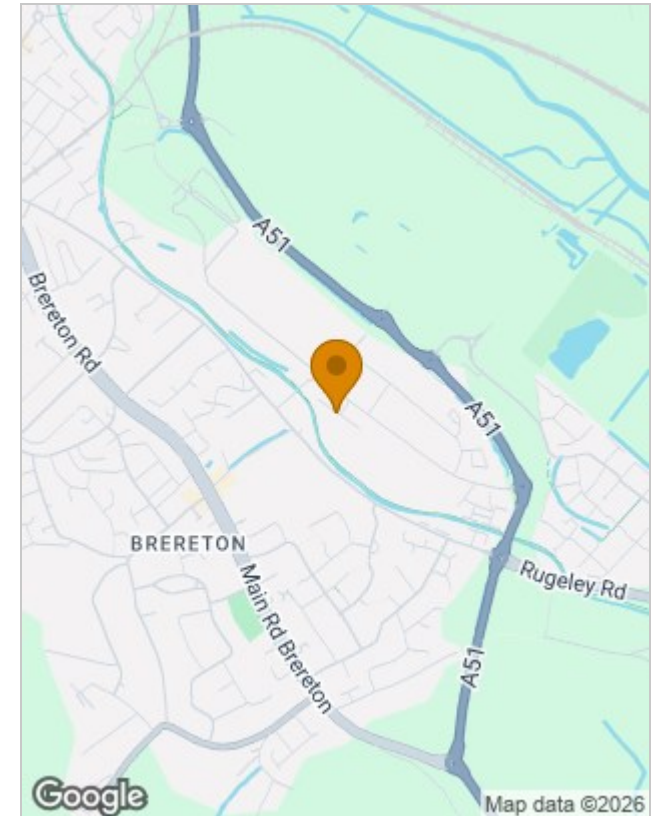 A51
Brereton Rd
A51
BRERETON
Rugeley Rd
Main Rd Brereton
A51
Google
Map data ©2026